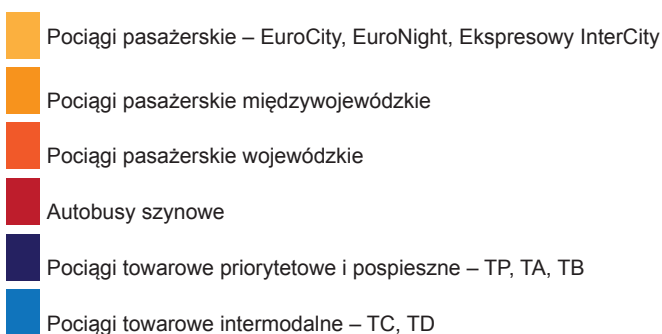 Pociągi pasażerskie – EuroCity, EuroNight, Ekspresowy InterCity
Pociągi pasażerskie międzywojewódzkie
Pociągi pasażerskie wojewódzkie
Autobusy szynowe
Pociągi towarowe priorytetowe i pospieszne – TP, TA, TB
Pociągi towarowe intermodalne – TC, TD